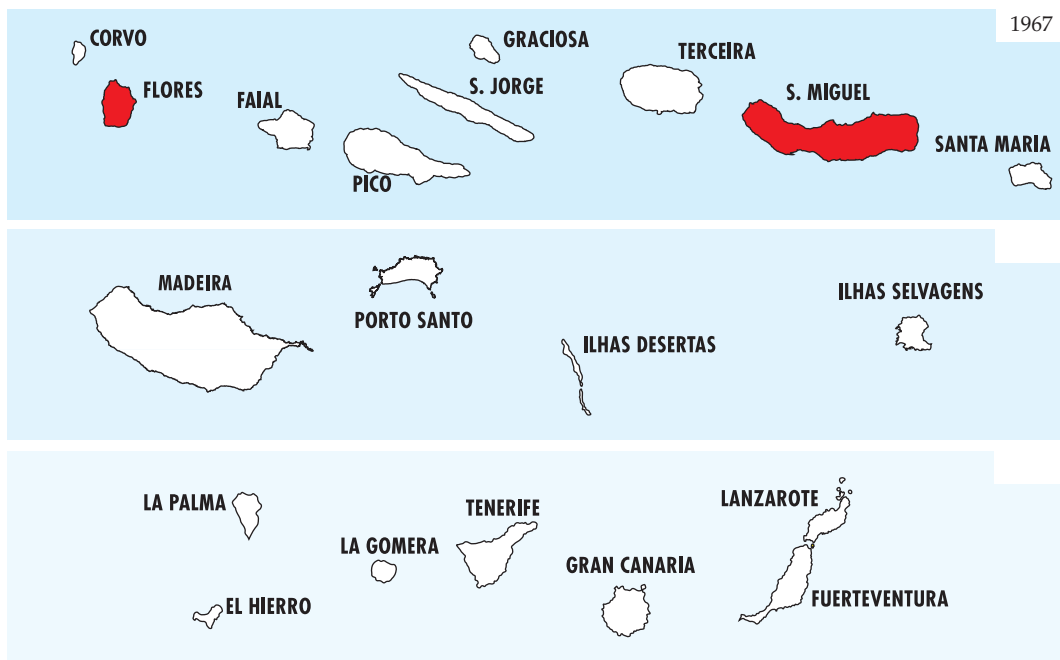 1967
CORVO
GRACIOSA
TERCEIRA
FLORES
S. JORGE
S. MIGUEL
FAIAL
SANTA MARIA
PICO
MADEIRA
PORTO SANTO
ILHAS SELVAGENS
ILHAS DESERTAS
LA PALMA
TENERIFE
LANZAROTE
LA GOMERA
GRAN CANARIA
EL HIERRO
FUERTEVENTURA